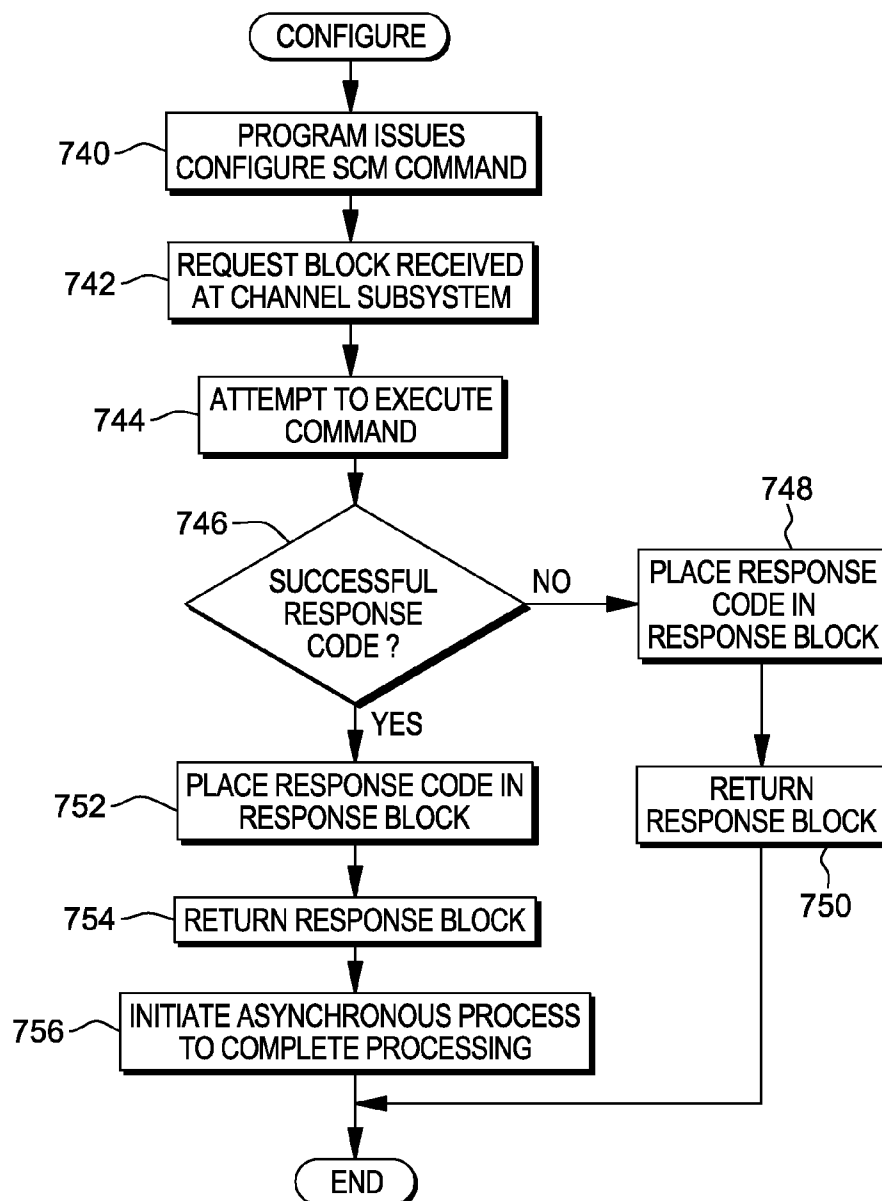 CONFIGURE
740
PROGRAM ISSUES
CONFIGURE SCM COMMAND
742
REQUEST BLOCK RECEIVED
AT CHANNEL SUBSYSTEM
744
ATTEMPT TO EXECUTE
COMMAND
746
SUCCESSFUL
RESPONSE
CODE ?
NO
748
PLACE RESPONSE
CODE IN
RESPONSE BLOCK
RETURN
RESPONSE BLOCK
750
YES
752
PLACE RESPONSE CODE IN
RESPONSE BLOCK
754
RETURN RESPONSE BLOCK
756
INITIATE ASYNCHRONOUS PROCESS
TO COMPLETE PROCESSING
END